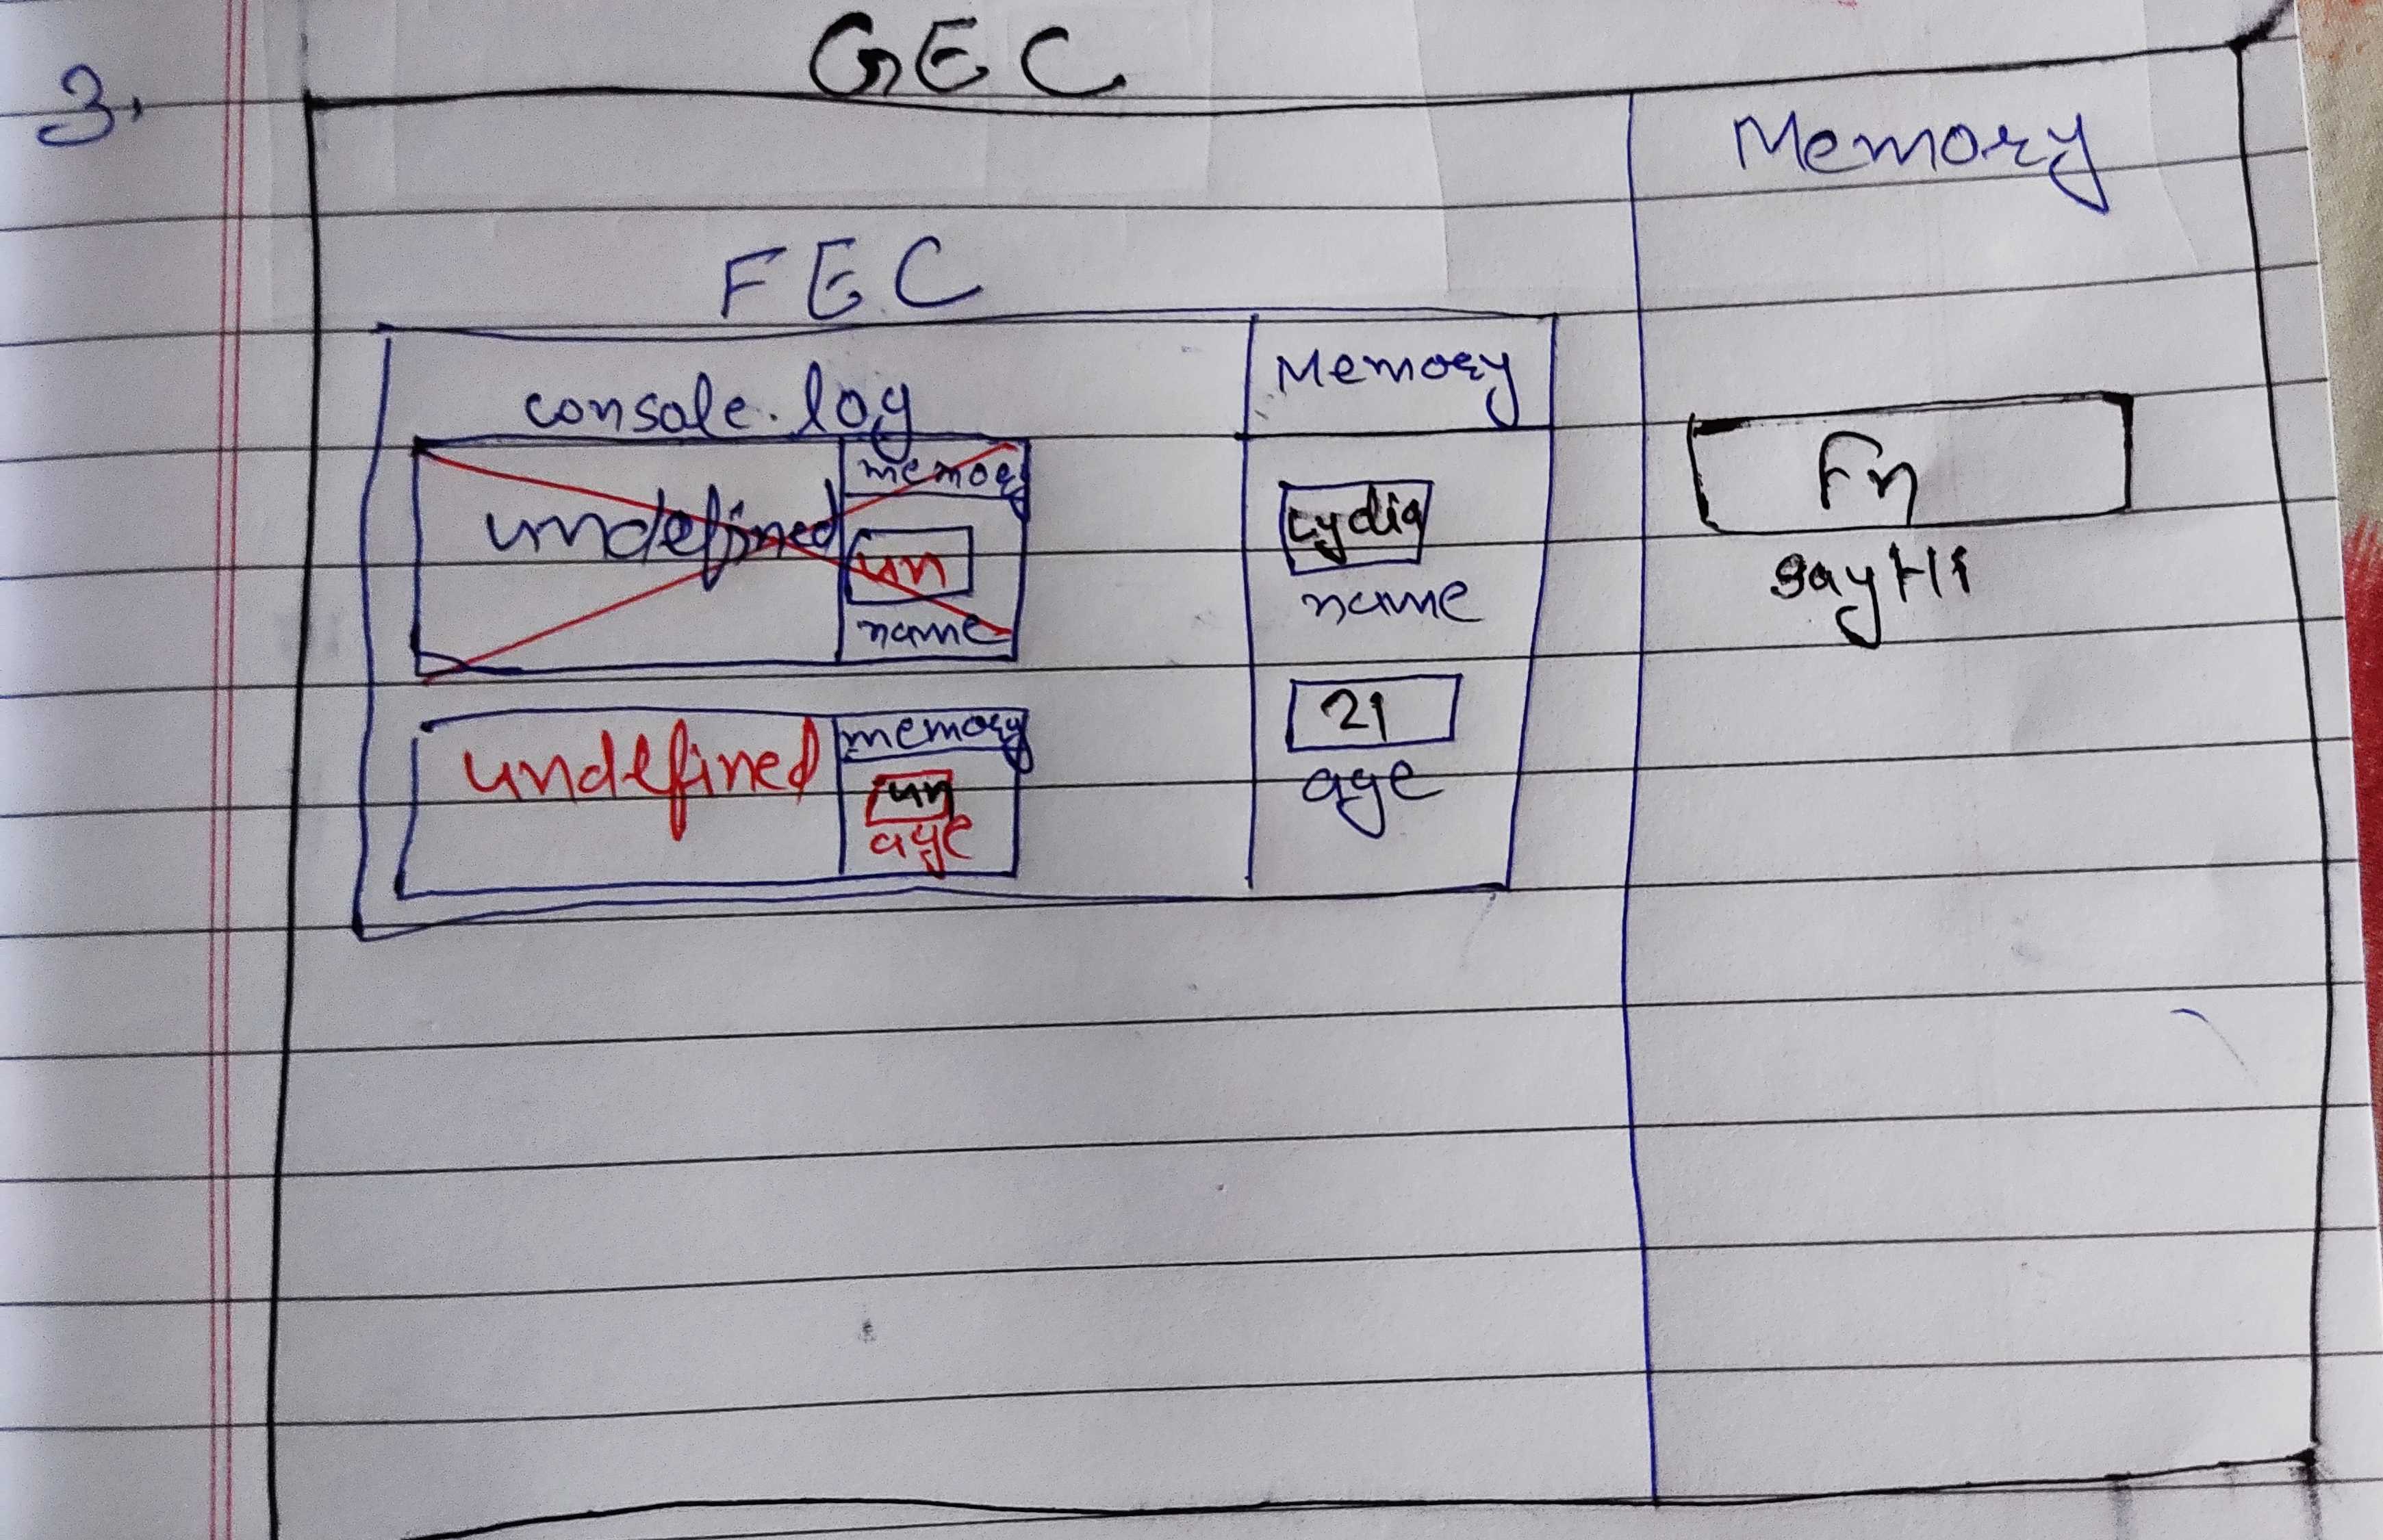 3.
GEC
Memory
FEC
console.log
Memory
undefined
memory
un
name
Lydia
name
Fn
sayHi
undefined
memory
un
age
21
age